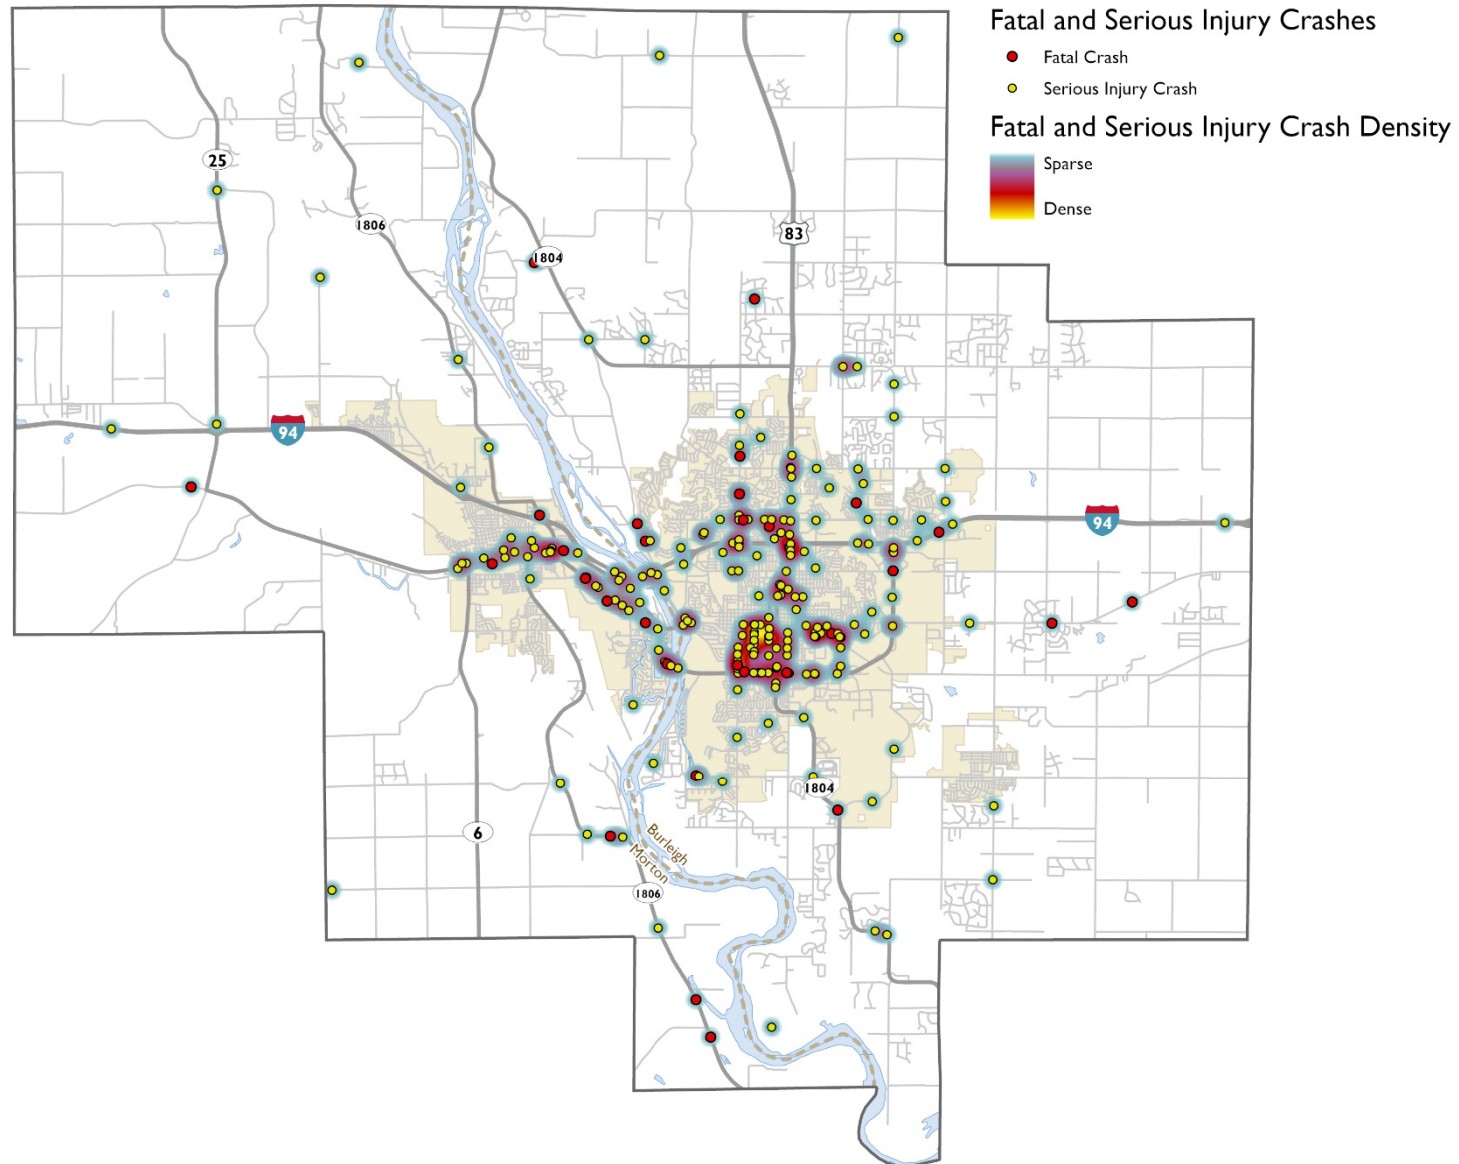 Fatal and Serious Injury Crashes
Fatal Crash
Serious Injury Crash
Fatal and Serious Injury Crash Density
Sparse
Dense
25
1806
83
1804
94
94
1804
6
Burleigh
Morton
1806